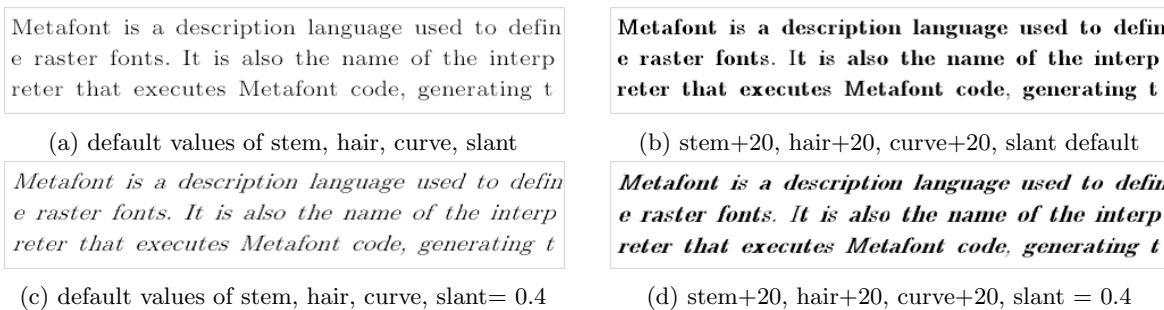 Metafont is a description language used to defin
e raster fonts. It is also the name of the interp
reter that executes Metafont code, generating t
(a) default values of stem, hair, curve, slant
Metafont is a description language used to defin
e raster fonts. It is also the name of the interp
reter that executes Metafont code, generating t
(b) stem+20, hair+20, curve+20, slant default
Metafont is a description language used to defin
e raster fonts. It is also the name of the interp
reter that executes Metafont code, generating t
(c) default values of stem, hair, curve, slant= 0.4
Metafont is a description language used to defin
e raster fonts. It is also the name of the interp
reter that executes Metafont code, generating t
(d) stem+20, hair+20, curve+20, slant = 0.4